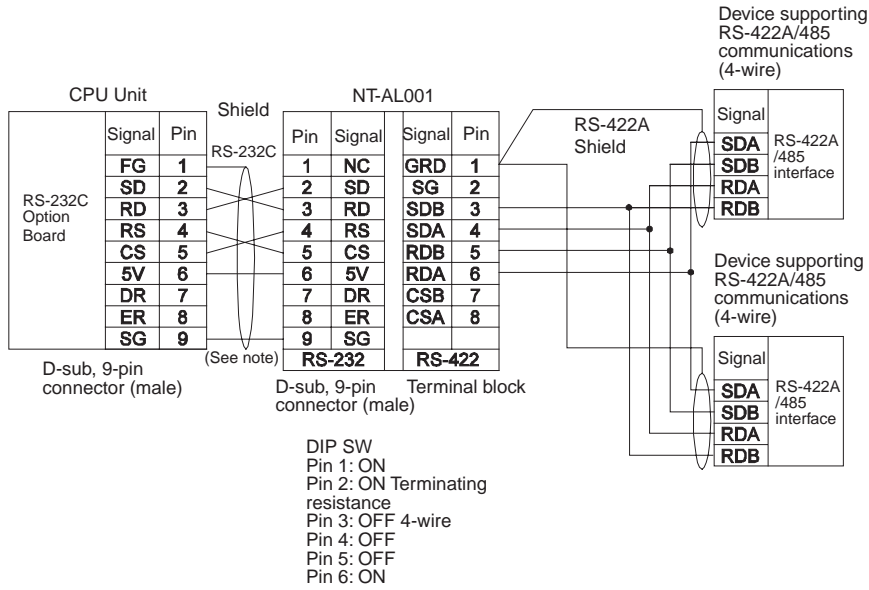 Device supporting
RS-422A/485
communications
(4-wire)
CPU Unit
Shield
NT-AL001
RS-422A
Shield
RS-232C
RS-232C
Option
Board
Signal Pin
FG 1
SD 2
RD 3
RS 4
CS 5
5V 6
DR 7
ER 8
SG 9
(See note)
D-sub, 9-pin
connector (male)
Pin Signal
1 NC
2 SD
3 RD
4 RS
5 CS
6 5V
7 DR
8 ER
9 SG
RS-232
D-sub, 9-pin
connector (male)
Signal Pin
GRD 1
SG 2
SDB 3
SDA 4
RDB 5
RDA 6
CSB 7
CSA 8
RS-422
Terminal block
Signal
SDA
SDB
RDA
RDB
RS-422A
/485
interface
Device supporting
RS-422A/485
communications
(4-wire)
Signal
SDA
SDB
RDA
RDB
RS-422A
/485
interface
DIP SW
Pin 1: ON
Pin 2: ON Terminating
resistance
Pin 3: OFF 4-wire
Pin 4: OFF
Pin 5: OFF
Pin 6: ON